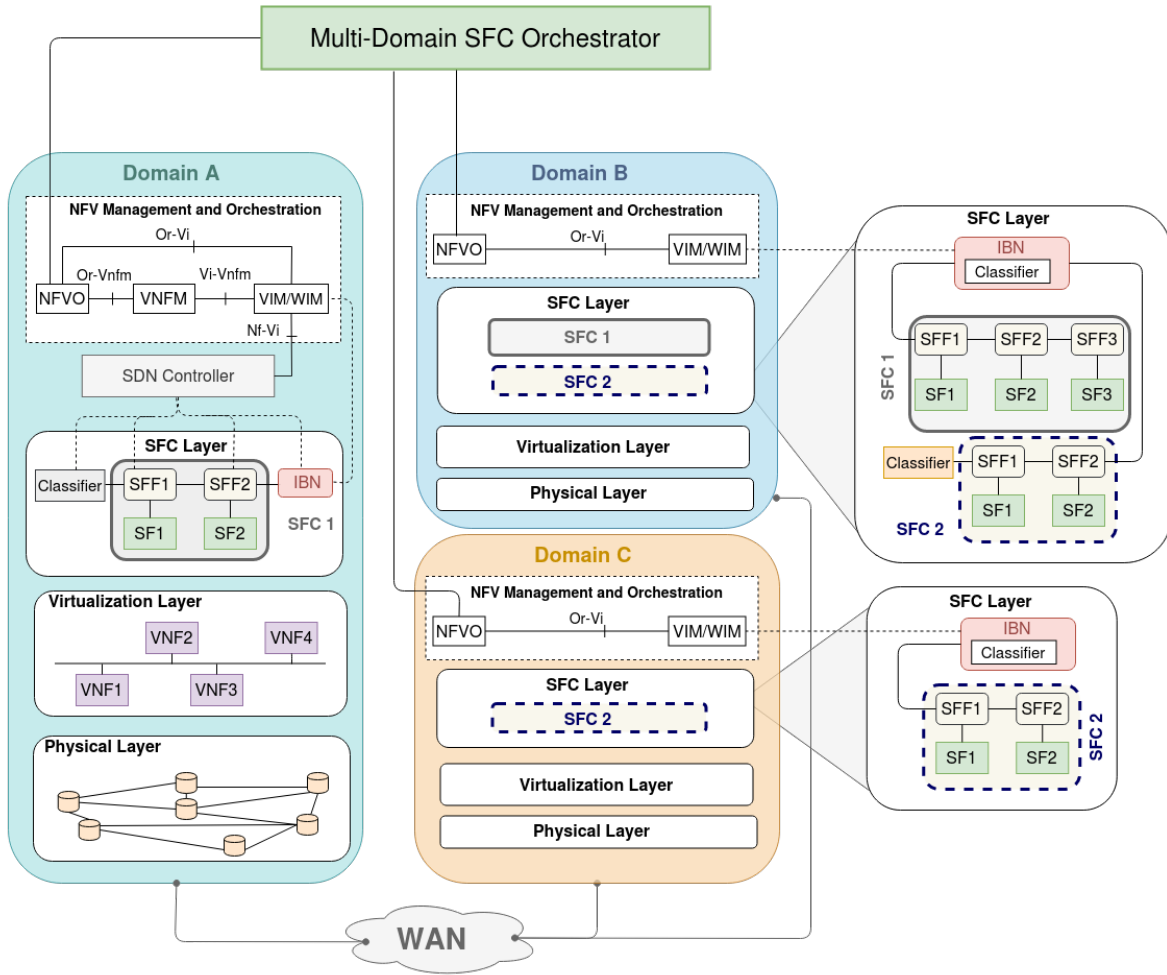 Multi-Domain SFC Orchestrator
Domain A
NFV Management and Orchestration
Or-Vi
Or-Vnfm
Vi-Vnfm
NFVO
VNFM
VIM/WIM
Nf-Vi
SDN Controller
SFC Layer
Classifier
SFF1
SFF2
IBN
SF1
SF2
SFC 1
Virtualization Layer
VNF2
VNF4
VNF1
VNF3
Physical Layer
Domain B
NFV Management and Orchestration
NFVO
Or-Vi
VIM/WIM
SFC Layer
SFC 1
SFC 2
Virtualization Layer
Physical Layer
SFC Layer
IBN
Classifier
SFC 1
SFF1
SFF2
SFF3
SF1
SF2
SF3
Classifier
SFF1
SFF2
SF1
SF2
SFC 2
Domain C
NFV Management and Orchestration
NFVO
Or-Vi
VIM/WIM
SFC Layer
SFC 2
Virtualization Layer
Physical Layer
SFC Layer
IBN
Classifier
SFF1
SFF2
SF1
SF2
SFC 2
WAN